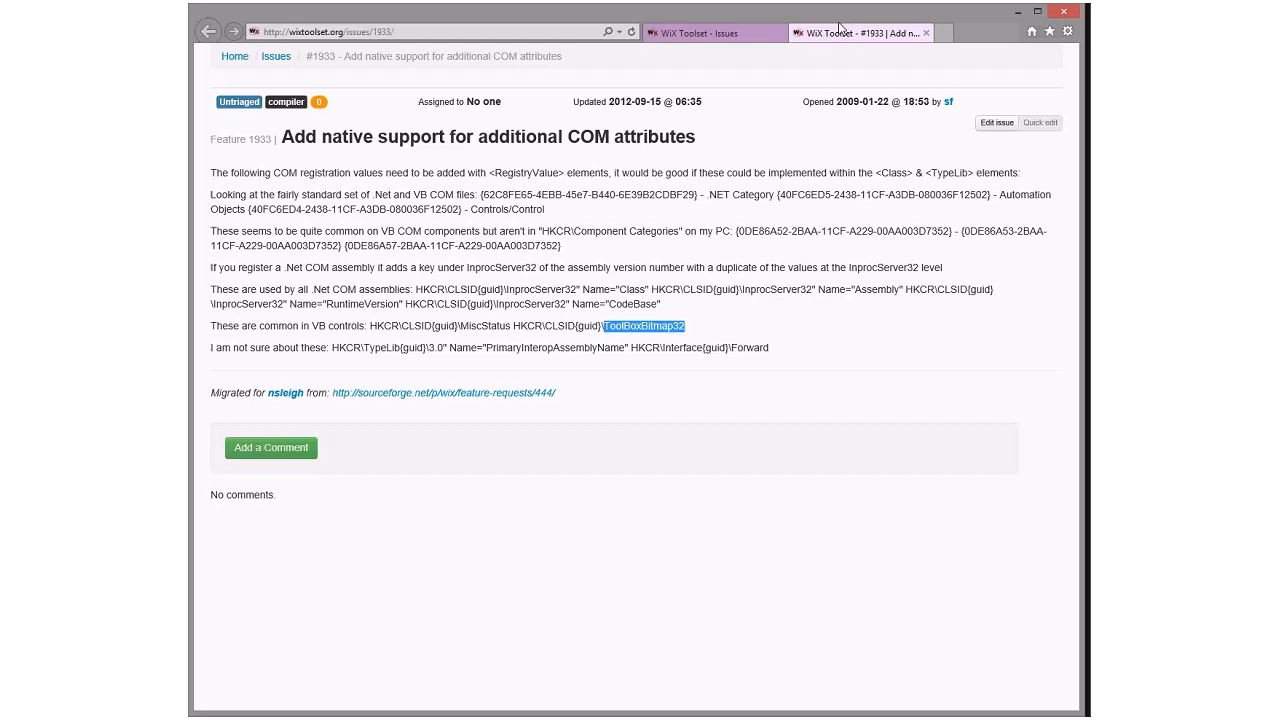 http://wixtoolset.org/issues/1933/
WiX Toolset - Issues
WiX Toolset - #1933 | Add n...
Home / Issues / #1933 - Add native support for additional COM attributes
Untriaged compiler 0 Assigned to No one Updated 2012-09-15 @ 06:35 Opened 2009-01-22 @ 18:53 by sf
Edit issue Quick edit
Feature 1933 | Add native support for additional COM attributes
The following COM registration values need to be added with <RegistryValue> elements, it would be good if these could be implemented within the <Class> & <TypeLib> elements:
Looking at the fairly standard set of .Net and VB COM files: {62C8FE65-4EBB-45e7-B440-6E39B2CDBF29} - .NET Category {40FC6ED5-2438-11CF-A3DB-080036F12502} - Automation
Objects {40FC6ED4-2438-11CF-A3DB-080036F12502} - Controls/Control
These seems to be quite common on VB COM components but aren't in "HKCR\Component Categories" on my PC: {0DE86A52-2BAA-11CF-A229-00AA003D7352} - {0DE86A53-2BAA-
11CF-A229-00AA003D7352} {0DE86A57-2BAA-11CF-A229-00AA003D7352}
If you register a .Net COM assembly it adds a key under InprocServer32 of the assembly version number with a duplicate of the values at the InprocServer32 level
These are used by all .Net COM assemblies: HKCR\CLSID{guid}\InprocServer32" Name="Class" HKCR\CLSID{guid}\InprocServer32" Name="Assembly" HKCR\CLSID{guid}
\InprocServer32" Name="RuntimeVersion" HKCR\CLSID{guid}\InprocServer32" Name="CodeBase"
These are common in VB controls: HKCR\CLSID{guid}\MiscStatus HKCR\CLSID{guid}\ToolBoxBitmap32
I am not sure about these: HKCR\TypeLib{guid}\3.0" Name="PrimaryInteropAssemblyName" HKCR\Interface{guid}\Forward
Migrated for nsleigh from: http://sourceforge.net/p/wix/feature-requests/444/
Add a Comment
No comments.